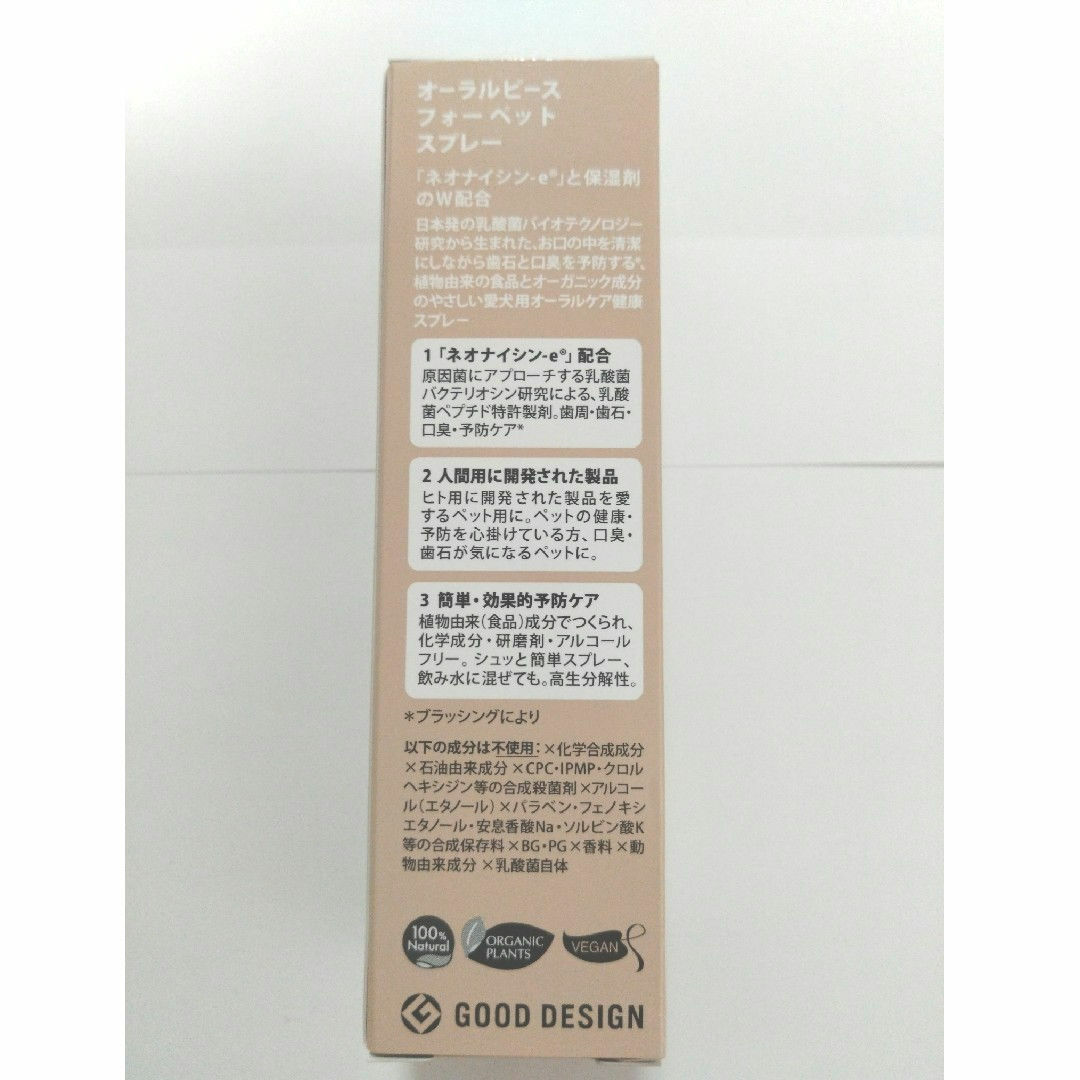 オーラルピース
フォー ペット
スプレー
「ネオナイシン-e®」と保湿剤
のW配合
日本発の乳酸菌バイオテクノロジー
研究から生まれた、お口の中を清潔
にしながら歯石と口臭を予防する*、
植物由来の食品とオーガニック成分
のやさしい愛犬用オーラルケア健康
スプレー
1「ネオナイシン-e®」配合
原因菌にアプローチする乳酸菌
バクテリオシン研究による、乳酸
菌ペプチド特許製剤。歯周・歯石・
口臭・予防ケア*
2 人間用に開発された製品
ヒト用に開発された製品を愛
するペット用に。ペットの健康・
予防を心掛けている方、口臭・
歯石が気になるペットに。
3 簡単・効果的予防ケア
植物由来(食品)成分でつくられ、
化学成分・研磨剤・アルコール
フリー。シュッと簡単スプレー、
飲み水に混ぜても。高生分解性。
*ブラッシングにより
以下の成分は不使用:×化学合成成分
×石油由来成分×CPC・IPMP・クロル
ヘキシジン等の合成殺菌剤×アルコー
ル(エタノール)×パラベン・フェノキシ
エタノール・安息香酸Na・ソルビン酸K
等の合成保存料×BG・PG×香料×動
物由来成分×乳酸菌自体
100%
Natural
ORGANIC
PLANTS
VEGAN
GOOD DESIGN